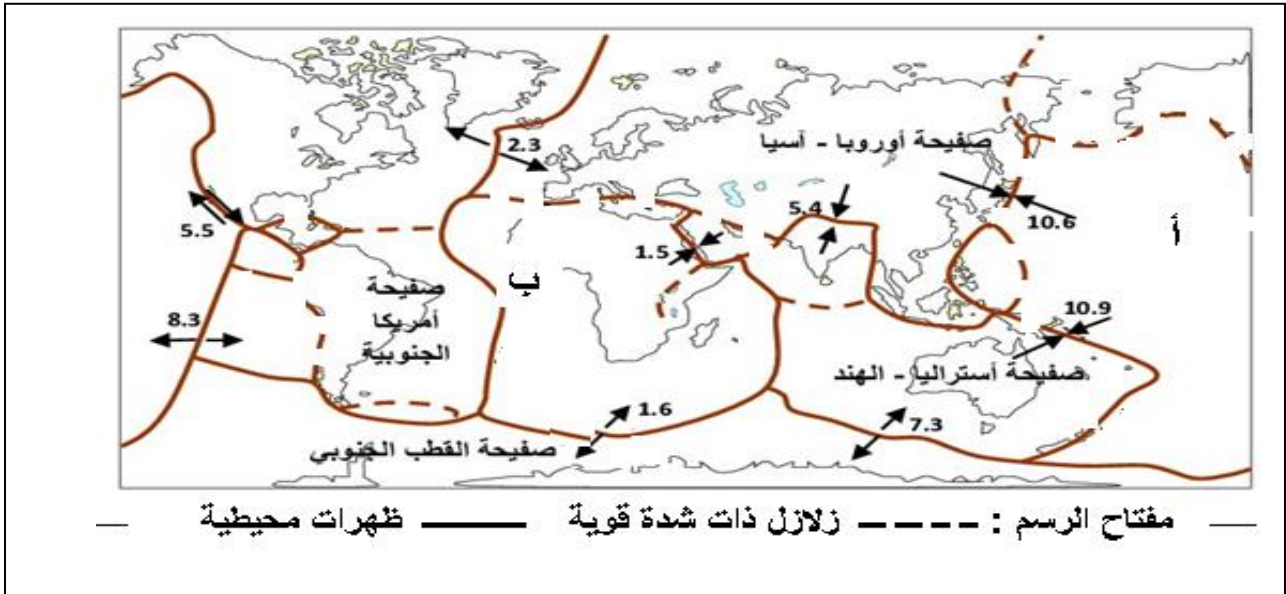 صفيحة أوروبا - آسيا
2.3
5.4
10.6
5.5
1.5
أ
ب
صفيحة
أمريكا
الجنوبية
8.3
10.9
صفيحة أستراليا - الهند
1.6
7.3
صفيحة القطب الجنوبي
مفتاح الرسم : ---- زلازل ذات شدة قوية —— ظهرات محيطية